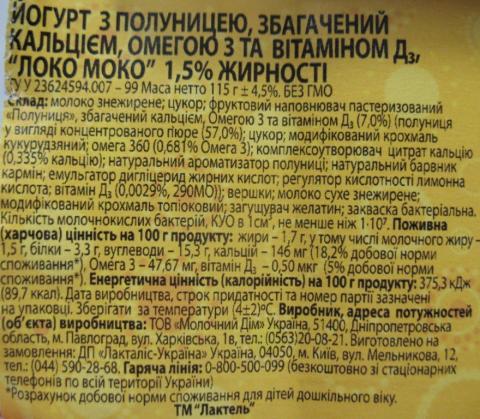 ЙОГУРТ З ПОЛУНИЦЕЮ, ЗБАГАЧЕНИЙ
КАЛЬЦІЄМ, ОМЕГОЮ 3 ТА ВІТАМІНОМ Д3,
"ЛОКО МОКО" 1,5% ЖИРНОСТІ
ТУ У 23624594.007 – 99 Маса нетто 115 г ± 4,5%. БЕЗ ГМО
Склад: молоко знежирене; цукор; фруктовий наповнювач пастеризований
«Полуниця», збагачений кальцієм, Омегою 3 та вітаміном Д3 (7,0%) (полуниця
у вигляді концентрованого пюре (57,0%); цукор; модифікований крохмаль
кукурудзяний; омега 360 (0,681% Омега 3); комплексоутворювач цитрат кальцію
(0,335% кальцію); натуральний ароматизатор полуниці; натуральний барвник
кармін; емульгатор дигліцерид жирних кислот; регулятор кислотності лимонна
кислота; вітамін Д3 (0,0029%, 290МО)); вершки; молоко сухе знежирене;
модифікований крохмаль топіоковий; загущувач желатин; закваска бактеріальна.
Кількість молочнокислих бактерій, КУО в 1см³, не менше ніж 1·10⁷. Поживна
(харчова) цінність на 100 г продукту: жири – 1,7 г, у тому числі молочного жиру –
1,5 г, білки – 3,3 г, вуглеводи – 15,3 г, кальцій – 146 мг (18,2% добової норми
споживання*), Омега 3 – 47,67 мг, вітамін Д3 – 0,50 мкг (5% добової норми
споживання*). Енергетична цінність (калорійність) на 100 г продукту: 375,3 кДж
(89,7 ккал). Дата виробництва, строк придатності та номер партії зазначені
на упаковці. Зберігати за температури (4±2)ºС. Виробник, адреса потужностей
(об'єкта) виробництва: ТОВ «Молочний Дім» Україна, 51400, Дніпропетровська
область, м. Павлоград, вул. Харківська, 1в, тел.: (0563)20-08-21. Виготовлено на
замовлення: ДП «Лакталіс-Україна» Україна, 04050, м. Київ, вул. Мельникова, 12,
тел.: (044) 590-28-68. Гаряча лінія: 0-800-500-099 (безкоштовно зі стаціонарних
телефонів по всій території України)
*Розрахунок добової норми споживання для дітей дошкільного віку.
ТМ "Лактель"